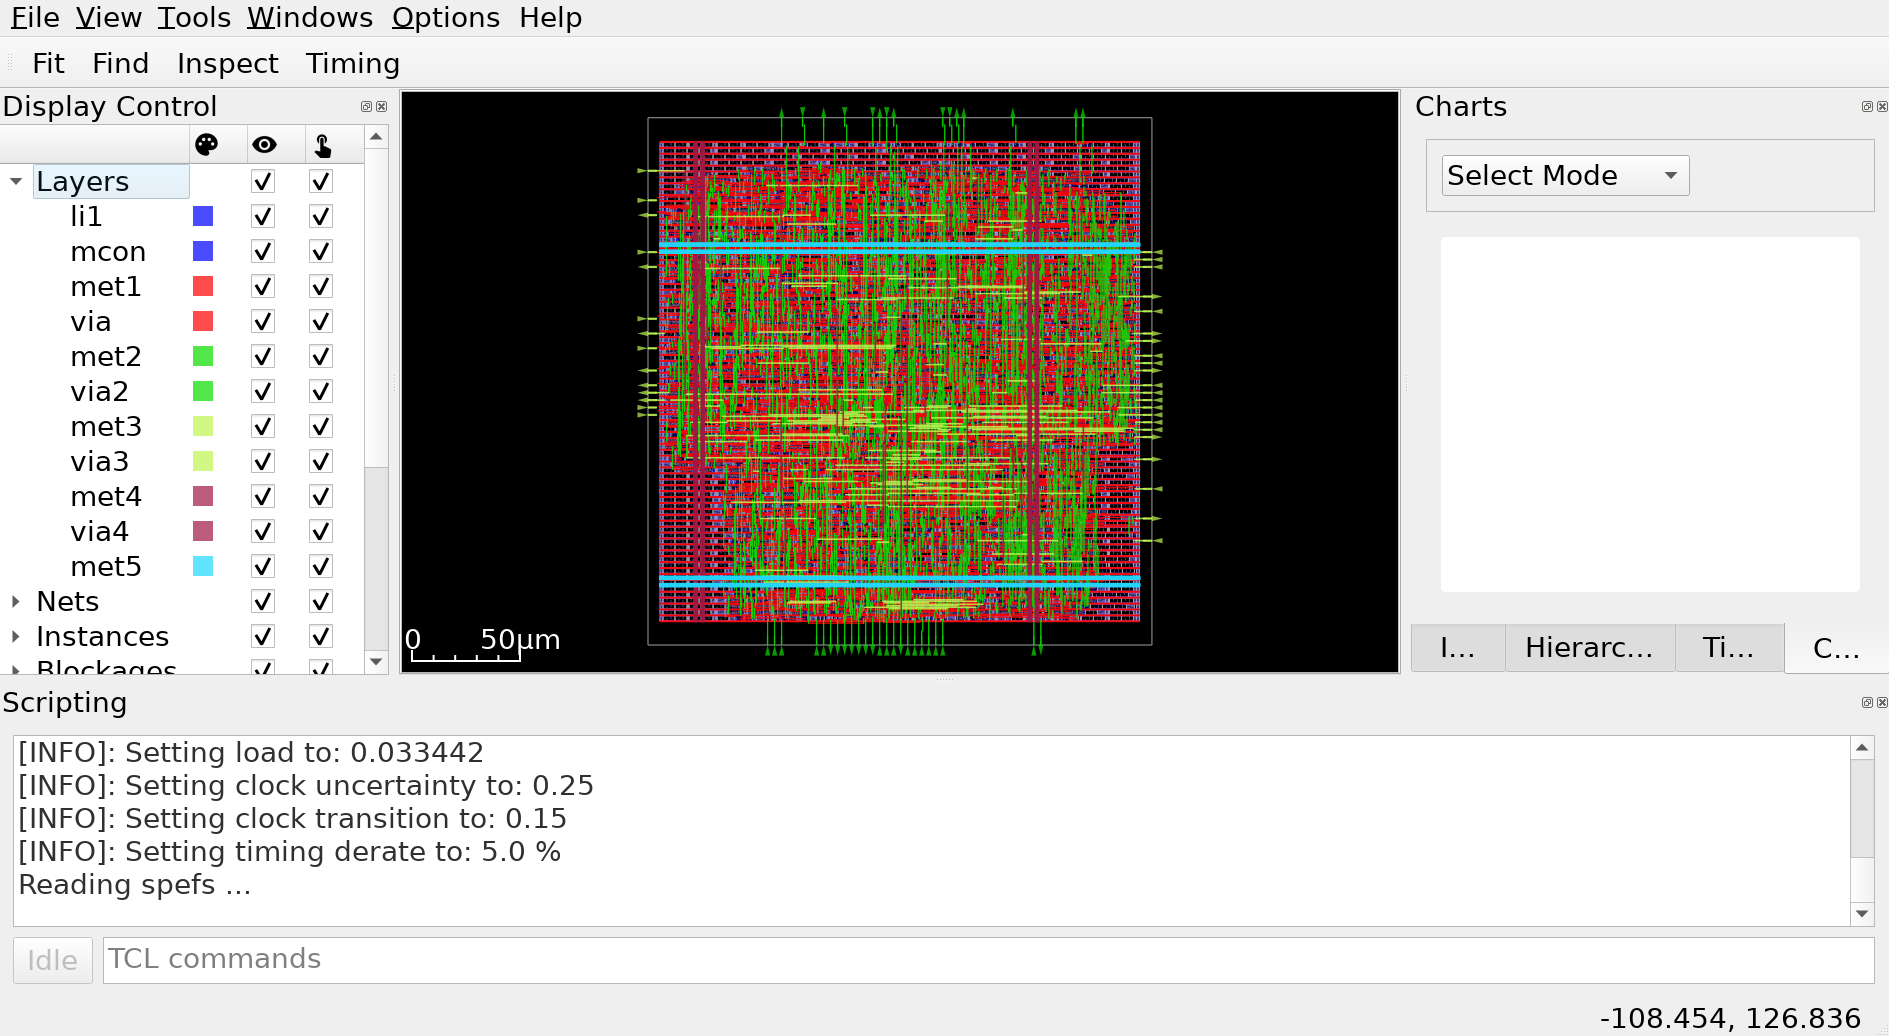 File View Tools Windows Options Help
Fit Find Inspect Timing
Display Control
Layers
li1
mcon
met1
via
met2
via2
met3
via3
met4
via4
met5
Nets
Instances
Blockages
0 50μm
Charts
Select Mode
I... Hierarc... Ti... C...
Scripting
[INFO]: Setting load to: 0.033442
[INFO]: Setting clock uncertainty to: 0.25
[INFO]: Setting clock transition to: 0.15
[INFO]: Setting timing derate to: 5.0 %
Reading spefs ...
Idle TCL commands
-108.454, 126.836